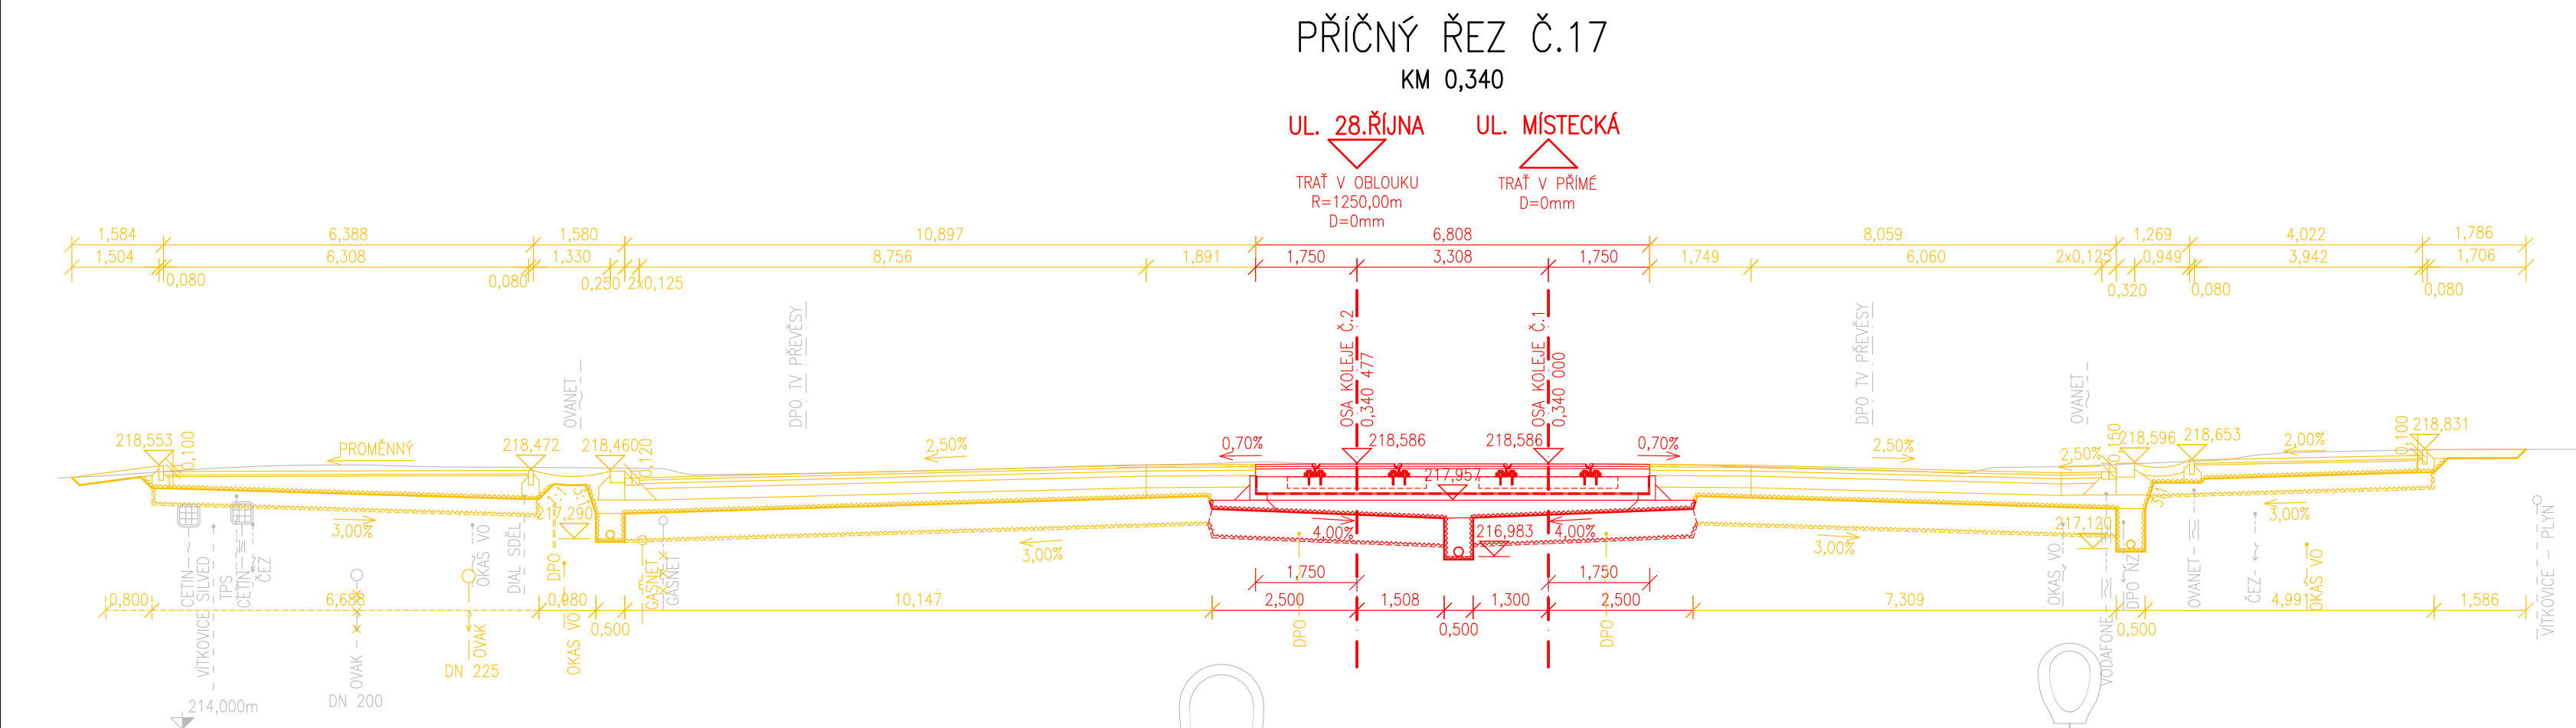 PŘÍČNÝ ŘEZ Č.17
KM 0,340
UL. 28.ŘÍJNA
UL. MÍSTECKÁ
TRAŤ V OBLOUKU
R=1250,00m
D=0mm
TRAŤ V PŘÍMÉ
D=0mm
1,584 6,388 1,580 10,897 6,808 8,059 1,269 4,022 1,786
1,504 6,308 1,330 8,756 1,891 1,750 3,308 1,750 1,749 6,060 2x0,125 0,949 3,942 1,706
0,080 0,080 0,250 2x0,125 0,320 0,080 0,080
OVANET
DPO TV PŘEVĚSY
OSA KOLEJE Č.2
0,340 477
OSA KOLEJE Č.1
0,340 000
DPO TV PŘEVĚSY
OVANET
218,553
0,100
PROMĚNNÝ
218,472
218,460
0,120
2,50%
0,70%
218,586
218,586
0,70%
2,50%
2,50%
0,150
218,596
218,653
2,00%
0,100
218,831
217,957
217,290
3,00%
3,00%
4,00%
216,983
4,00%
3,00%
217,120
3,00%
CETIN
VÍTKOVICE SILVED
TPS
CETIN
ČEZ
OVAK
DN 200
OVAK
DN 225
OKAS VO
DIAL SDĚL
DPO
OKAS VO
GASNET
GASNET
DPO
DPO
OKAS VO
VODAFONE
DPO NZ
OVANET
ČEZ
OKAS VO
VÍTKOVICE - PLYN
1,750 1,750
0,800 6,688 0,980 10,147 2,500 1,508 1,300 2,500 7,309 4,991 1,586
0,500 0,500 0,500
214,000m